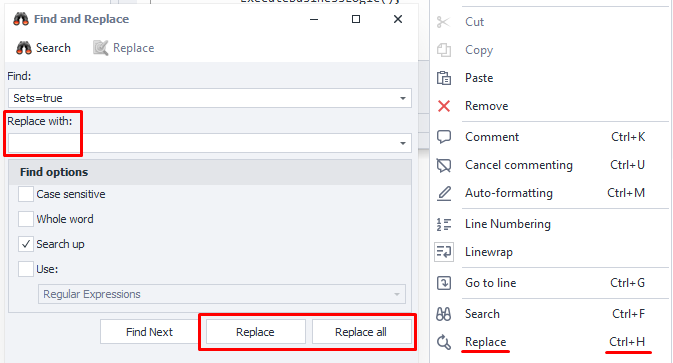 ExecuteBusinessLogic();
Find and Replace
Search Replace
Find:
Sets=true
Replace with:
Find options
Case sensitive
Whole word
Search up
Use:
Regular Expressions
Find Next Replace Replace all
Cut
Copy
Paste
Remove
Comment Ctrl+K
Cancel commenting Ctrl+U
Auto-formatting Ctrl+M
Line Numbering
Linewrap
Go to line Ctrl+G
Search Ctrl+F
Replace Ctrl+H